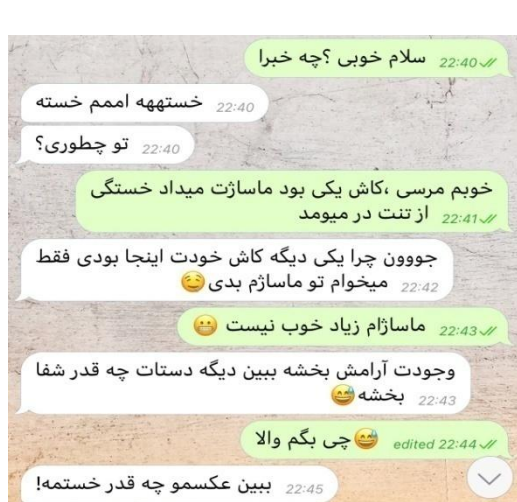 سلام خوبی ؟چه خبرا
22:40
خستههه اممم خسته
22:40
تو چطوری؟
22:40
خوبم مرسی ،کاش یکی بود ماساژت میداد خستگی
از تنت در میومد
22:41
جووون چرا یکی دیگه کاش خودت اینجا بودی فقط
میخوام تو ماساژم بدی😋
22:42
ماساژام زیاد خوب نیست 😬
22:43
وجودت آرامش بخشه ببین دیگه دستات چه قدر شفا
بخشه😅
22:43
😅چی بگم والا
edited 22:44
ببین عکسمو چه قدر خستمه!
22:45